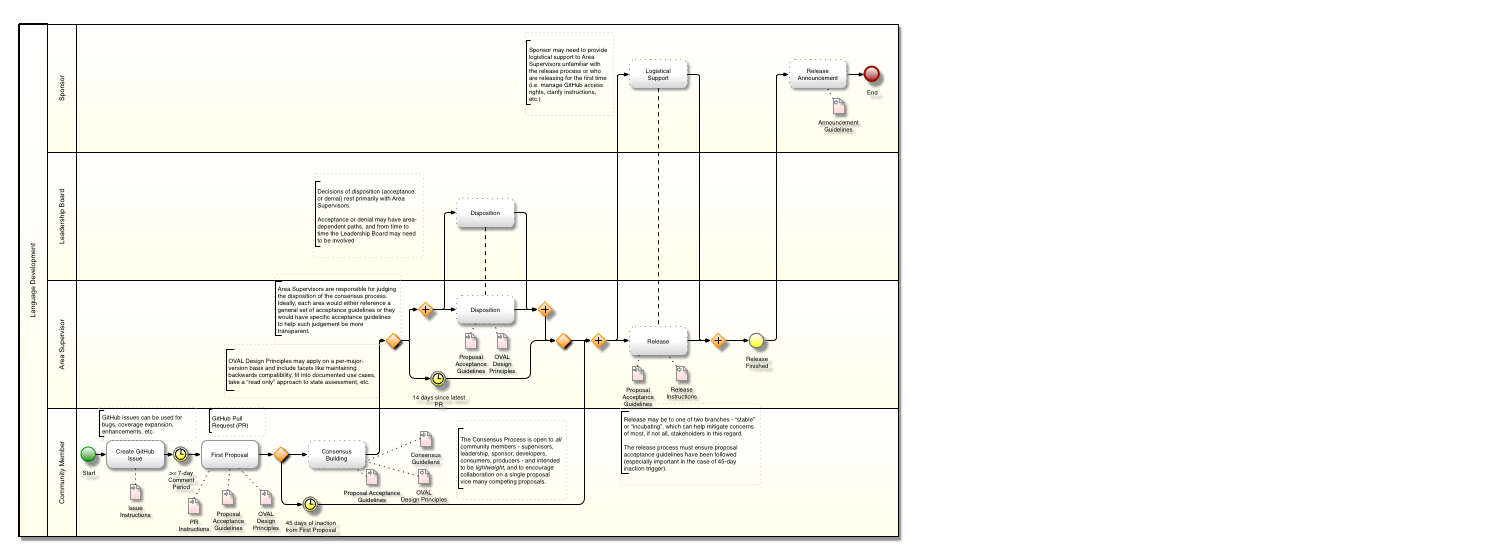 Language Development
Sponsor
Sponsor may need to provide
logistical support to Area
Supervisors unfamiliar with
the release process or who
are releasing for the first time
(i.e. manage GitHub access
rights, clarify instructions,
etc.)
Logistical
Support
Release
Announcement
End
Announcement
Guidelines
Leadership Board
Decisions of disposition (acceptance
or denial) rest primarily with Area
Supervisors.
Acceptance or denial may have area-
dependent paths, and from time to
time the Leadership Board may need
to be involved
Disposition
Area Supervisor
Area Supervisors are responsible for judging
the disposition of the consensus process.
Ideally, each area would either reference a
general set of acceptance guidelines or they
would have specific acceptance guidelines
to help such judgement be more
transparent.
OVAL Design Principles may apply on a per-major-
version basis and include facets like maintaining
backwards compatibility, fit into documented use cases,
take a "read only" approach to state assessment, etc.
Disposition
Proposal
Acceptance
Guidelines
OVAL
Design
Principles
14 days since latest
PR
Release
Proposal
Acceptance
Guidelines
Release
Instructions
Release
Finished
Community Member
GitHub issues can be used for
bugs, coverage expansion,
enhancements, etc.
GitHub Pull
Request (PR)
Start
Create GitHub
Issue
>= 7-day
Comment
Period
First Proposal
Consensus
Building
Issue
Instructions
PR
Instructions
Proposal
Acceptance
Guidelines
OVAL
Design
Principles
45 days of inaction
from First Proposal
Proposal Acceptance
Guidelines
Consensus
Guideliens
OVAL
Design Principles
The Consensus Process is open to all
community members - supervisors,
leadership, sponsor, developers,
consumers, producers - and intended
to be lightweight, and to encourage
collaboration on a single proposal
vice many competing proposals.
Release may be to one of two branches - "stable"
or "incubating", which can help mitigate concerns
of most, if not all, stakeholders in this regard.
The release process must ensure proposal
acceptance guidelines have been followed
(especially important in the case of 45-day
inaction trigger).